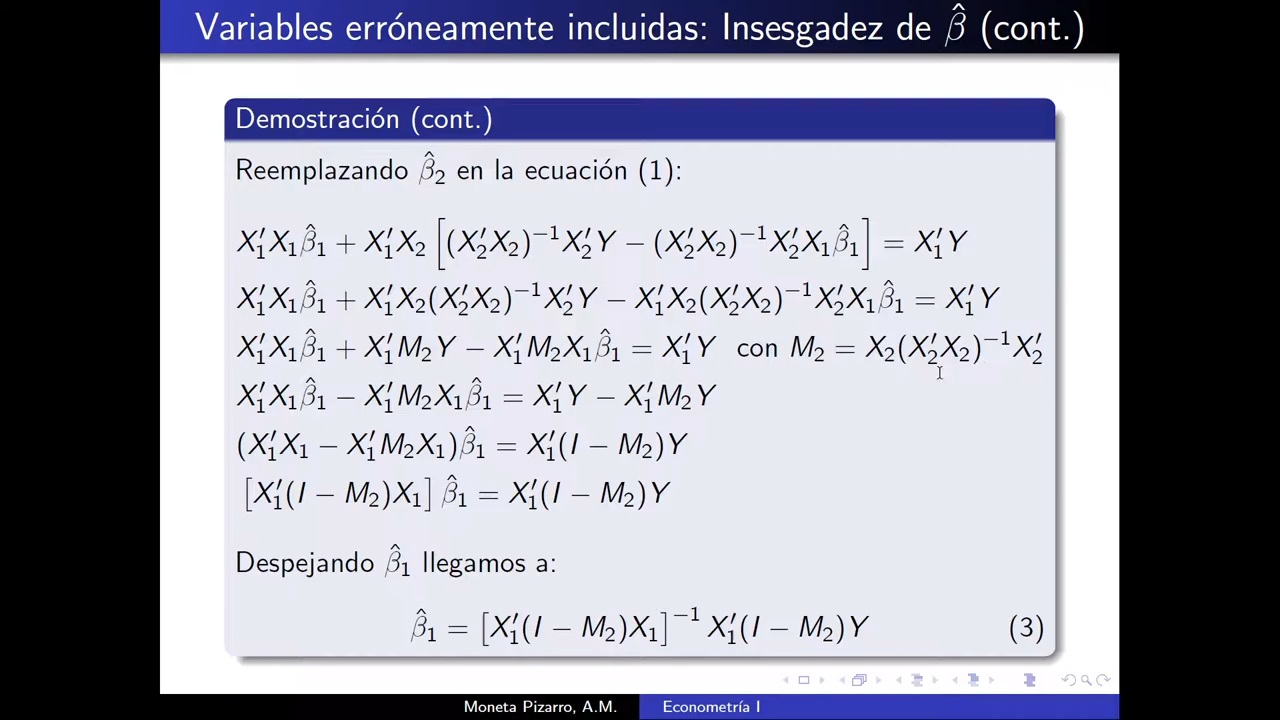 Variables erróneamente incluidas: Insesgadez de β̂ (cont.)
Demostración (cont.)
Reemplazando β̂₂ en la ecuación (1):
X₁′X₁β̂₁ + X₁′X₂ [(X₂′X₂)⁻¹X₂′Y − (X₂′X₂)⁻¹X₂′X₁β̂₁] = X₁′Y
X₁′X₁β̂₁ + X₁′X₂(X₂′X₂)⁻¹X₂′Y − X₁′X₂(X₂′X₂)⁻¹X₂′X₁β̂₁ = X₁′Y
X₁′X₁β̂₁ + X₁′M₂Y − X₁′M₂X₁β̂₁ = X₁′Y con M₂ = X₂(X₂′X₂)⁻¹X₂′
X₁′X₁β̂₁ − X₁′M₂X₁β̂₁ = X₁′Y − X₁′M₂Y
(X₁′X₁ − X₁′M₂X₁)β̂₁ = X₁′(I − M₂)Y
[X₁′(I − M₂)X₁] β̂₁ = X₁′(I − M₂)Y
Despejando β̂₁ llegamos a:
β̂₁ = [X₁′(I − M₂)X₁]⁻¹ X₁′(I − M₂)Y (3)
Moneta Pizarro, A.M. Econometría I